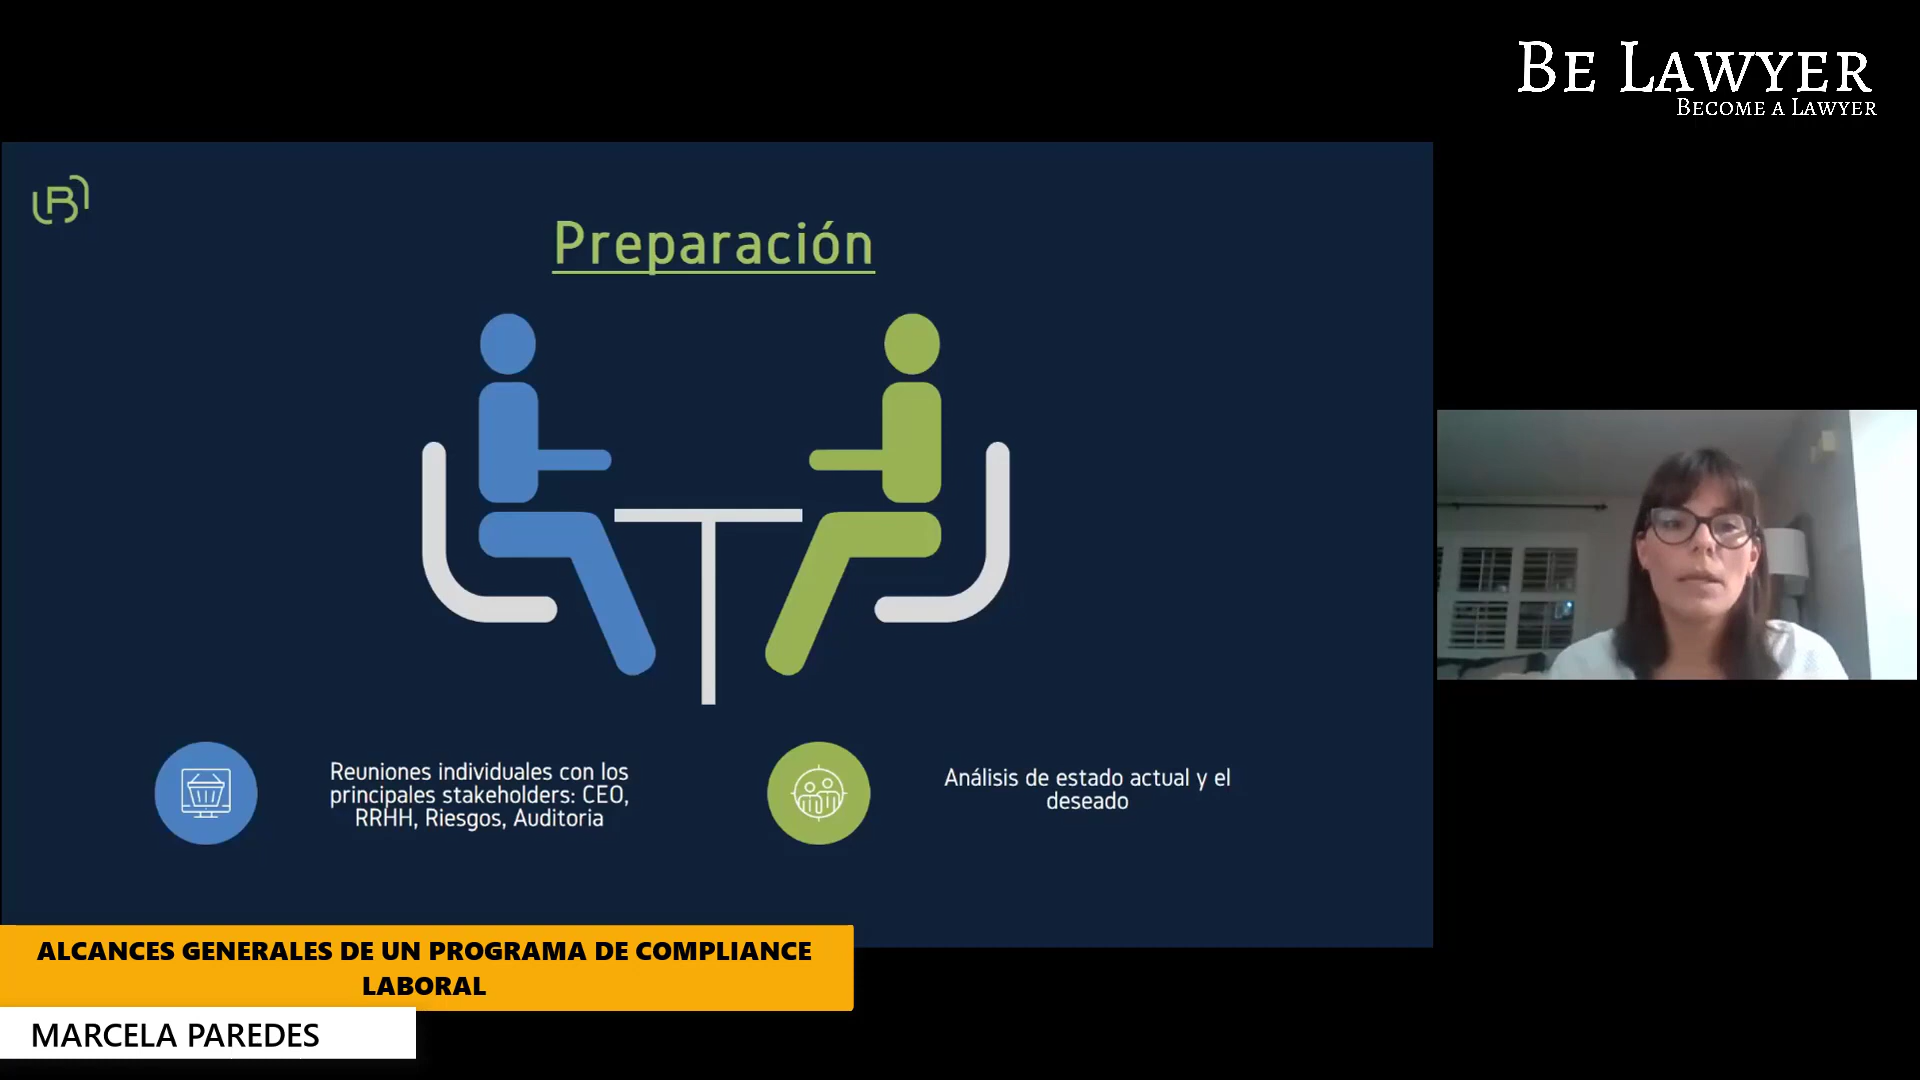 BE LAWYER
BECOME A LAWYER
Preparación
Reuniones individuales con los
principales stakeholders: CEO,
RRHH, Riesgos, Auditoria
Análisis de estado actual y el
deseado
ALCANCES GENERALES DE UN PROGRAMA DE COMPLIANCE
LABORAL
MARCELA PAREDES